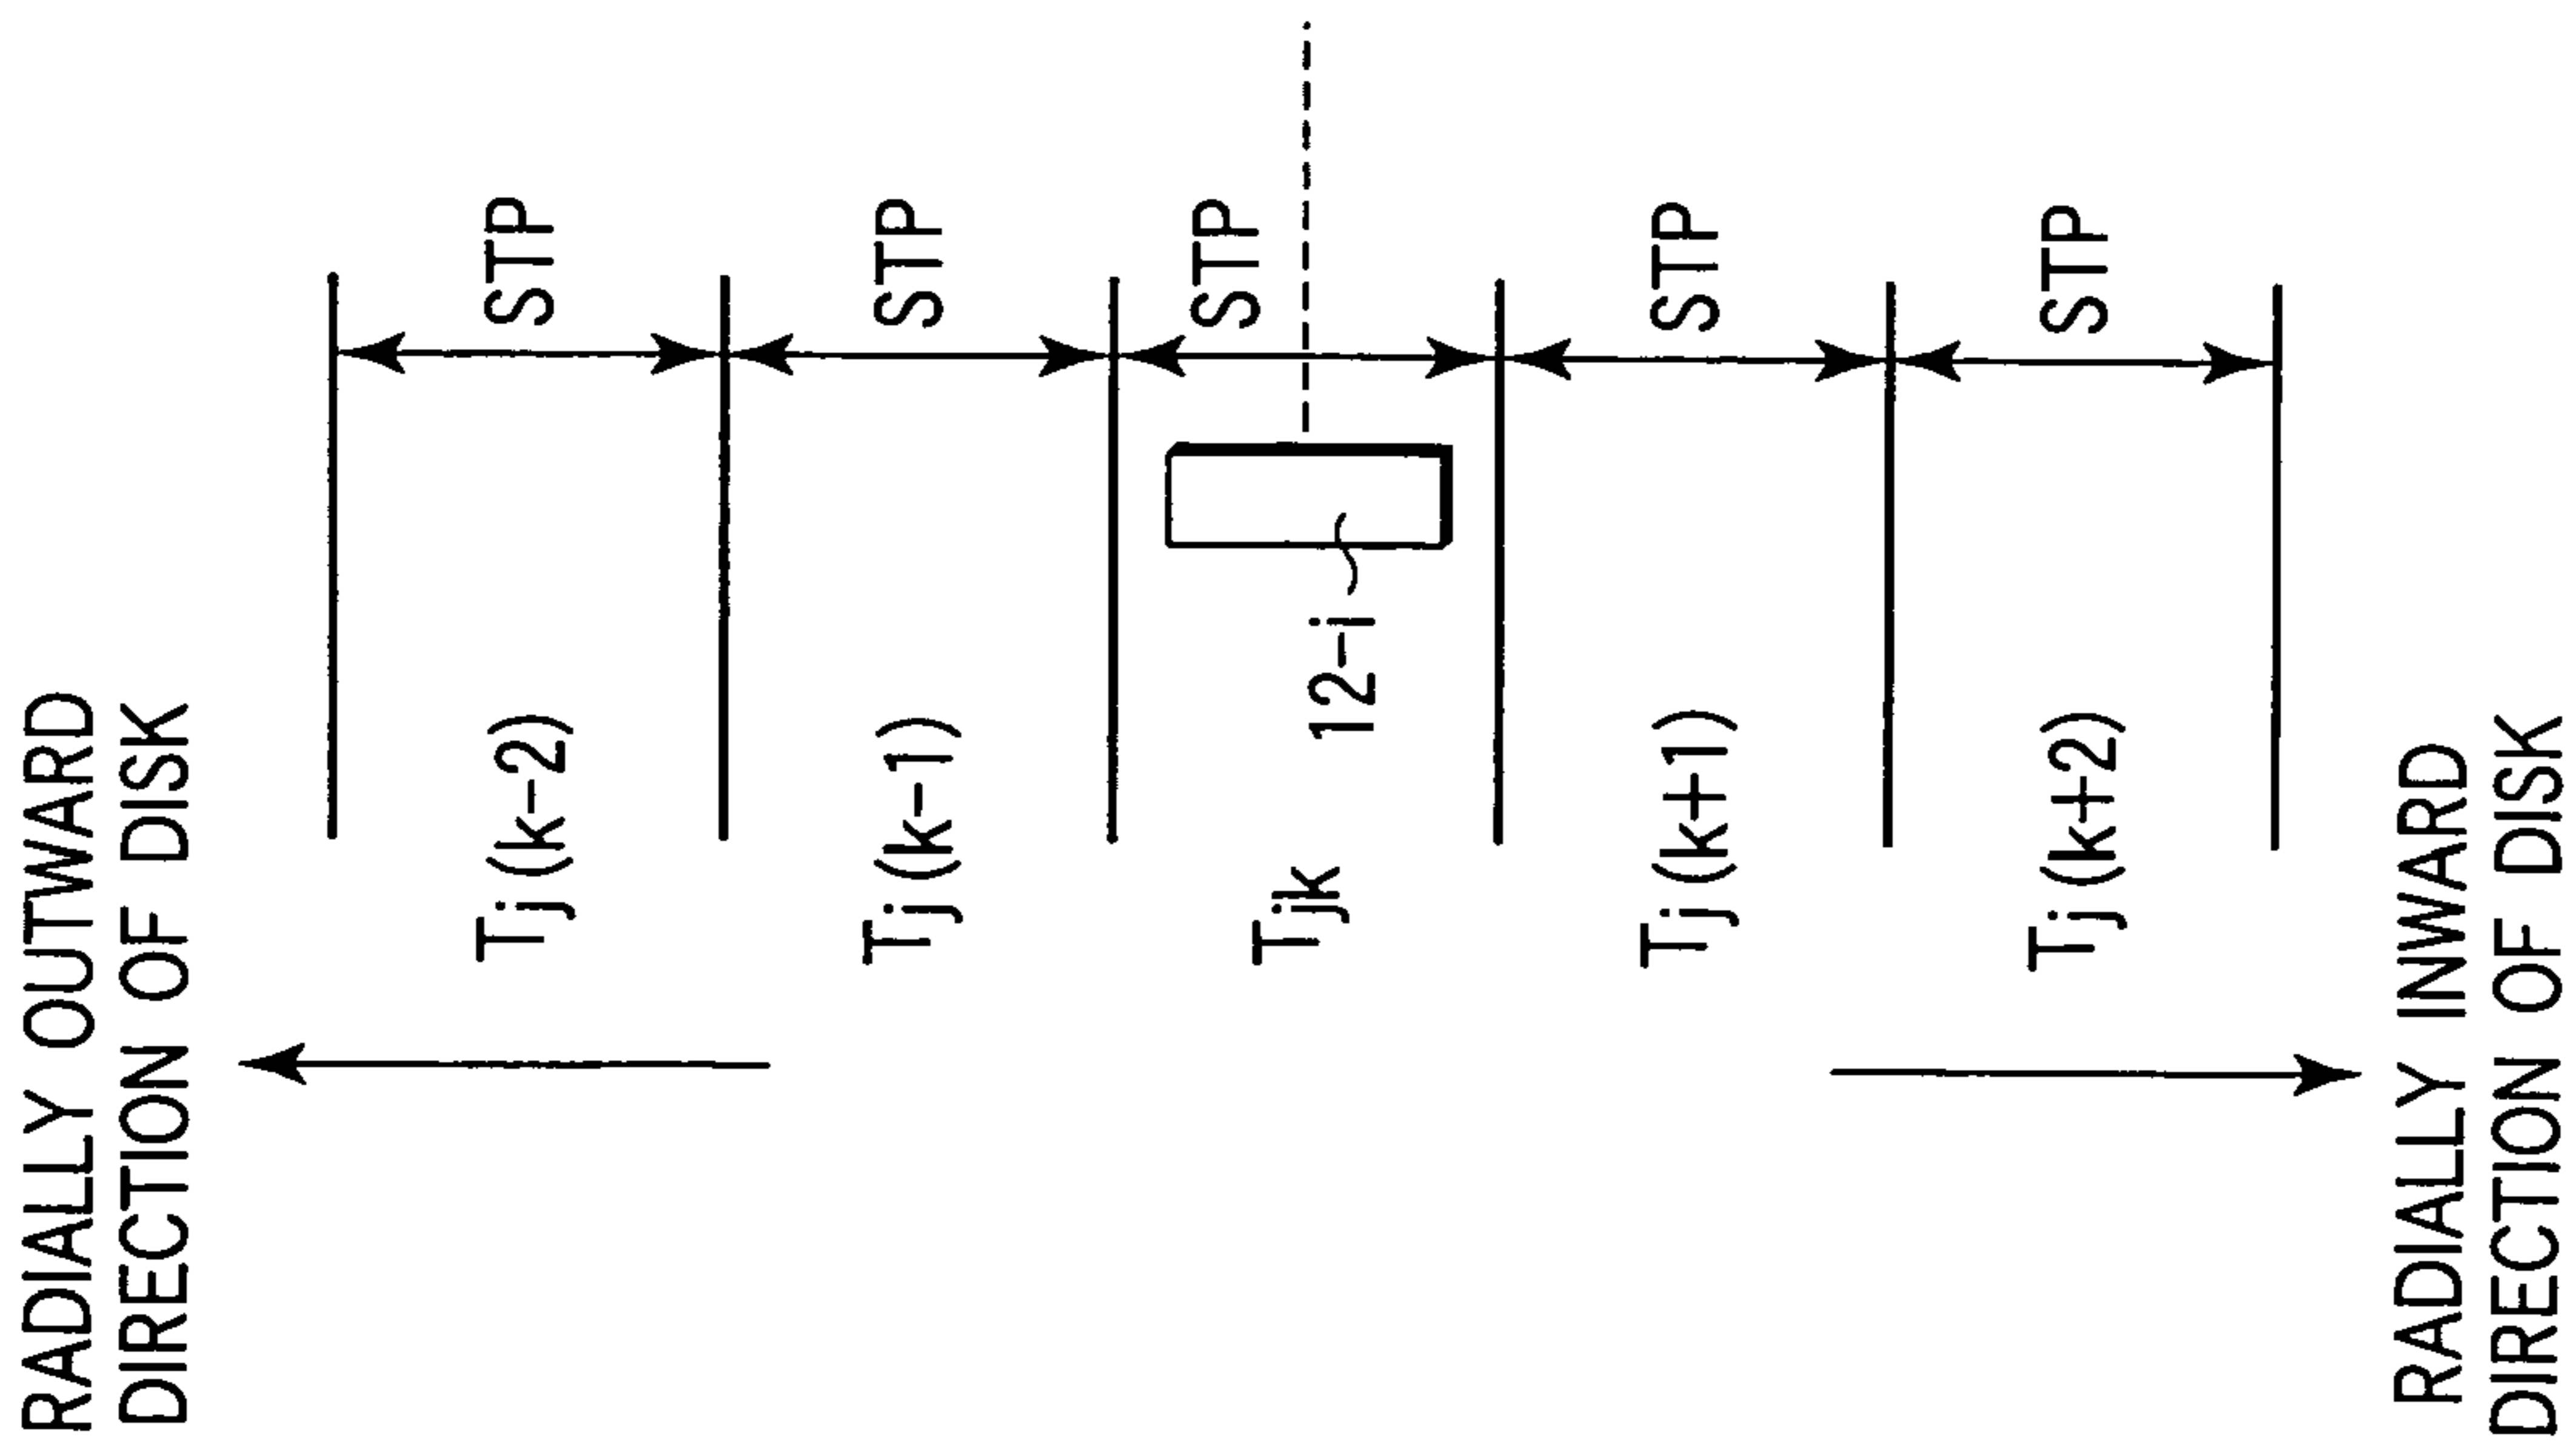 RADIALLY OUTWARD
DIRECTION OF DISK
Tj (k-2)
STP
Tj (k-1)
STP
Tjk
12-i
STP
Tj (k+1)
STP
Tj (k+2)
STP
RADIALLY INWARD
DIRECTION OF DISK